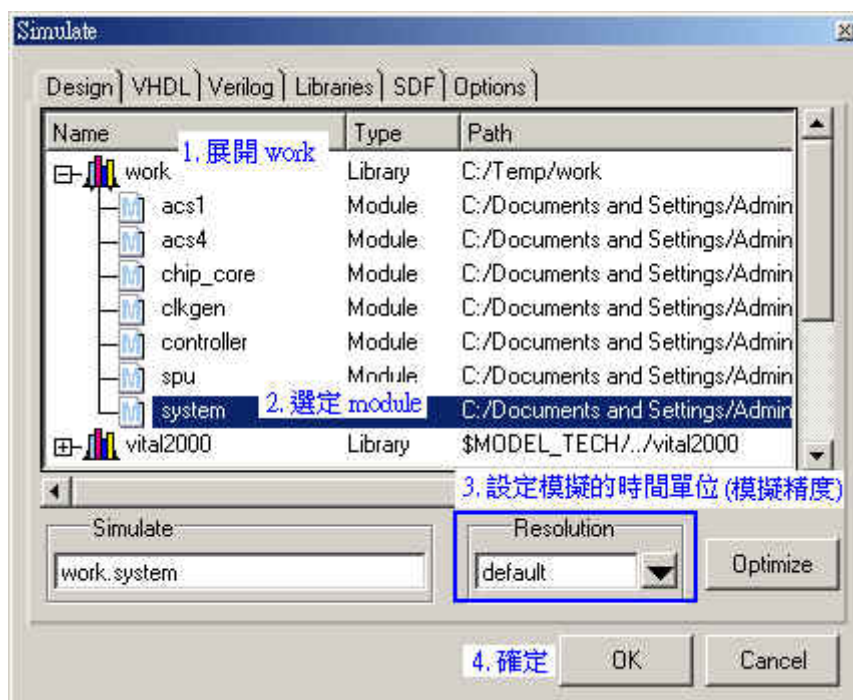 Simulate
Design VHDL Verilog Libraries SDF Options
Name Type Path
1. 展開 work
work Library C:/Temp/work
acs1 Module C:/Documents and Settings/Admin
acs4 Module C:/Documents and Settings/Admin
chip_core Module C:/Documents and Settings/Admin
clkgen Module C:/Documents and Settings/Admin
controller Module C:/Documents and Settings/Admin
spu Module C:/Documents and Settings/Admin
2. 選定 module
system C:/Documents and Settings/Admin
vital2000 Library $MODEL_TECH/../vital2000
3. 設定模擬的時間單位 (模擬精度)
Simulate Resolution
work.system default Optimize
4. 確定 OK Cancel